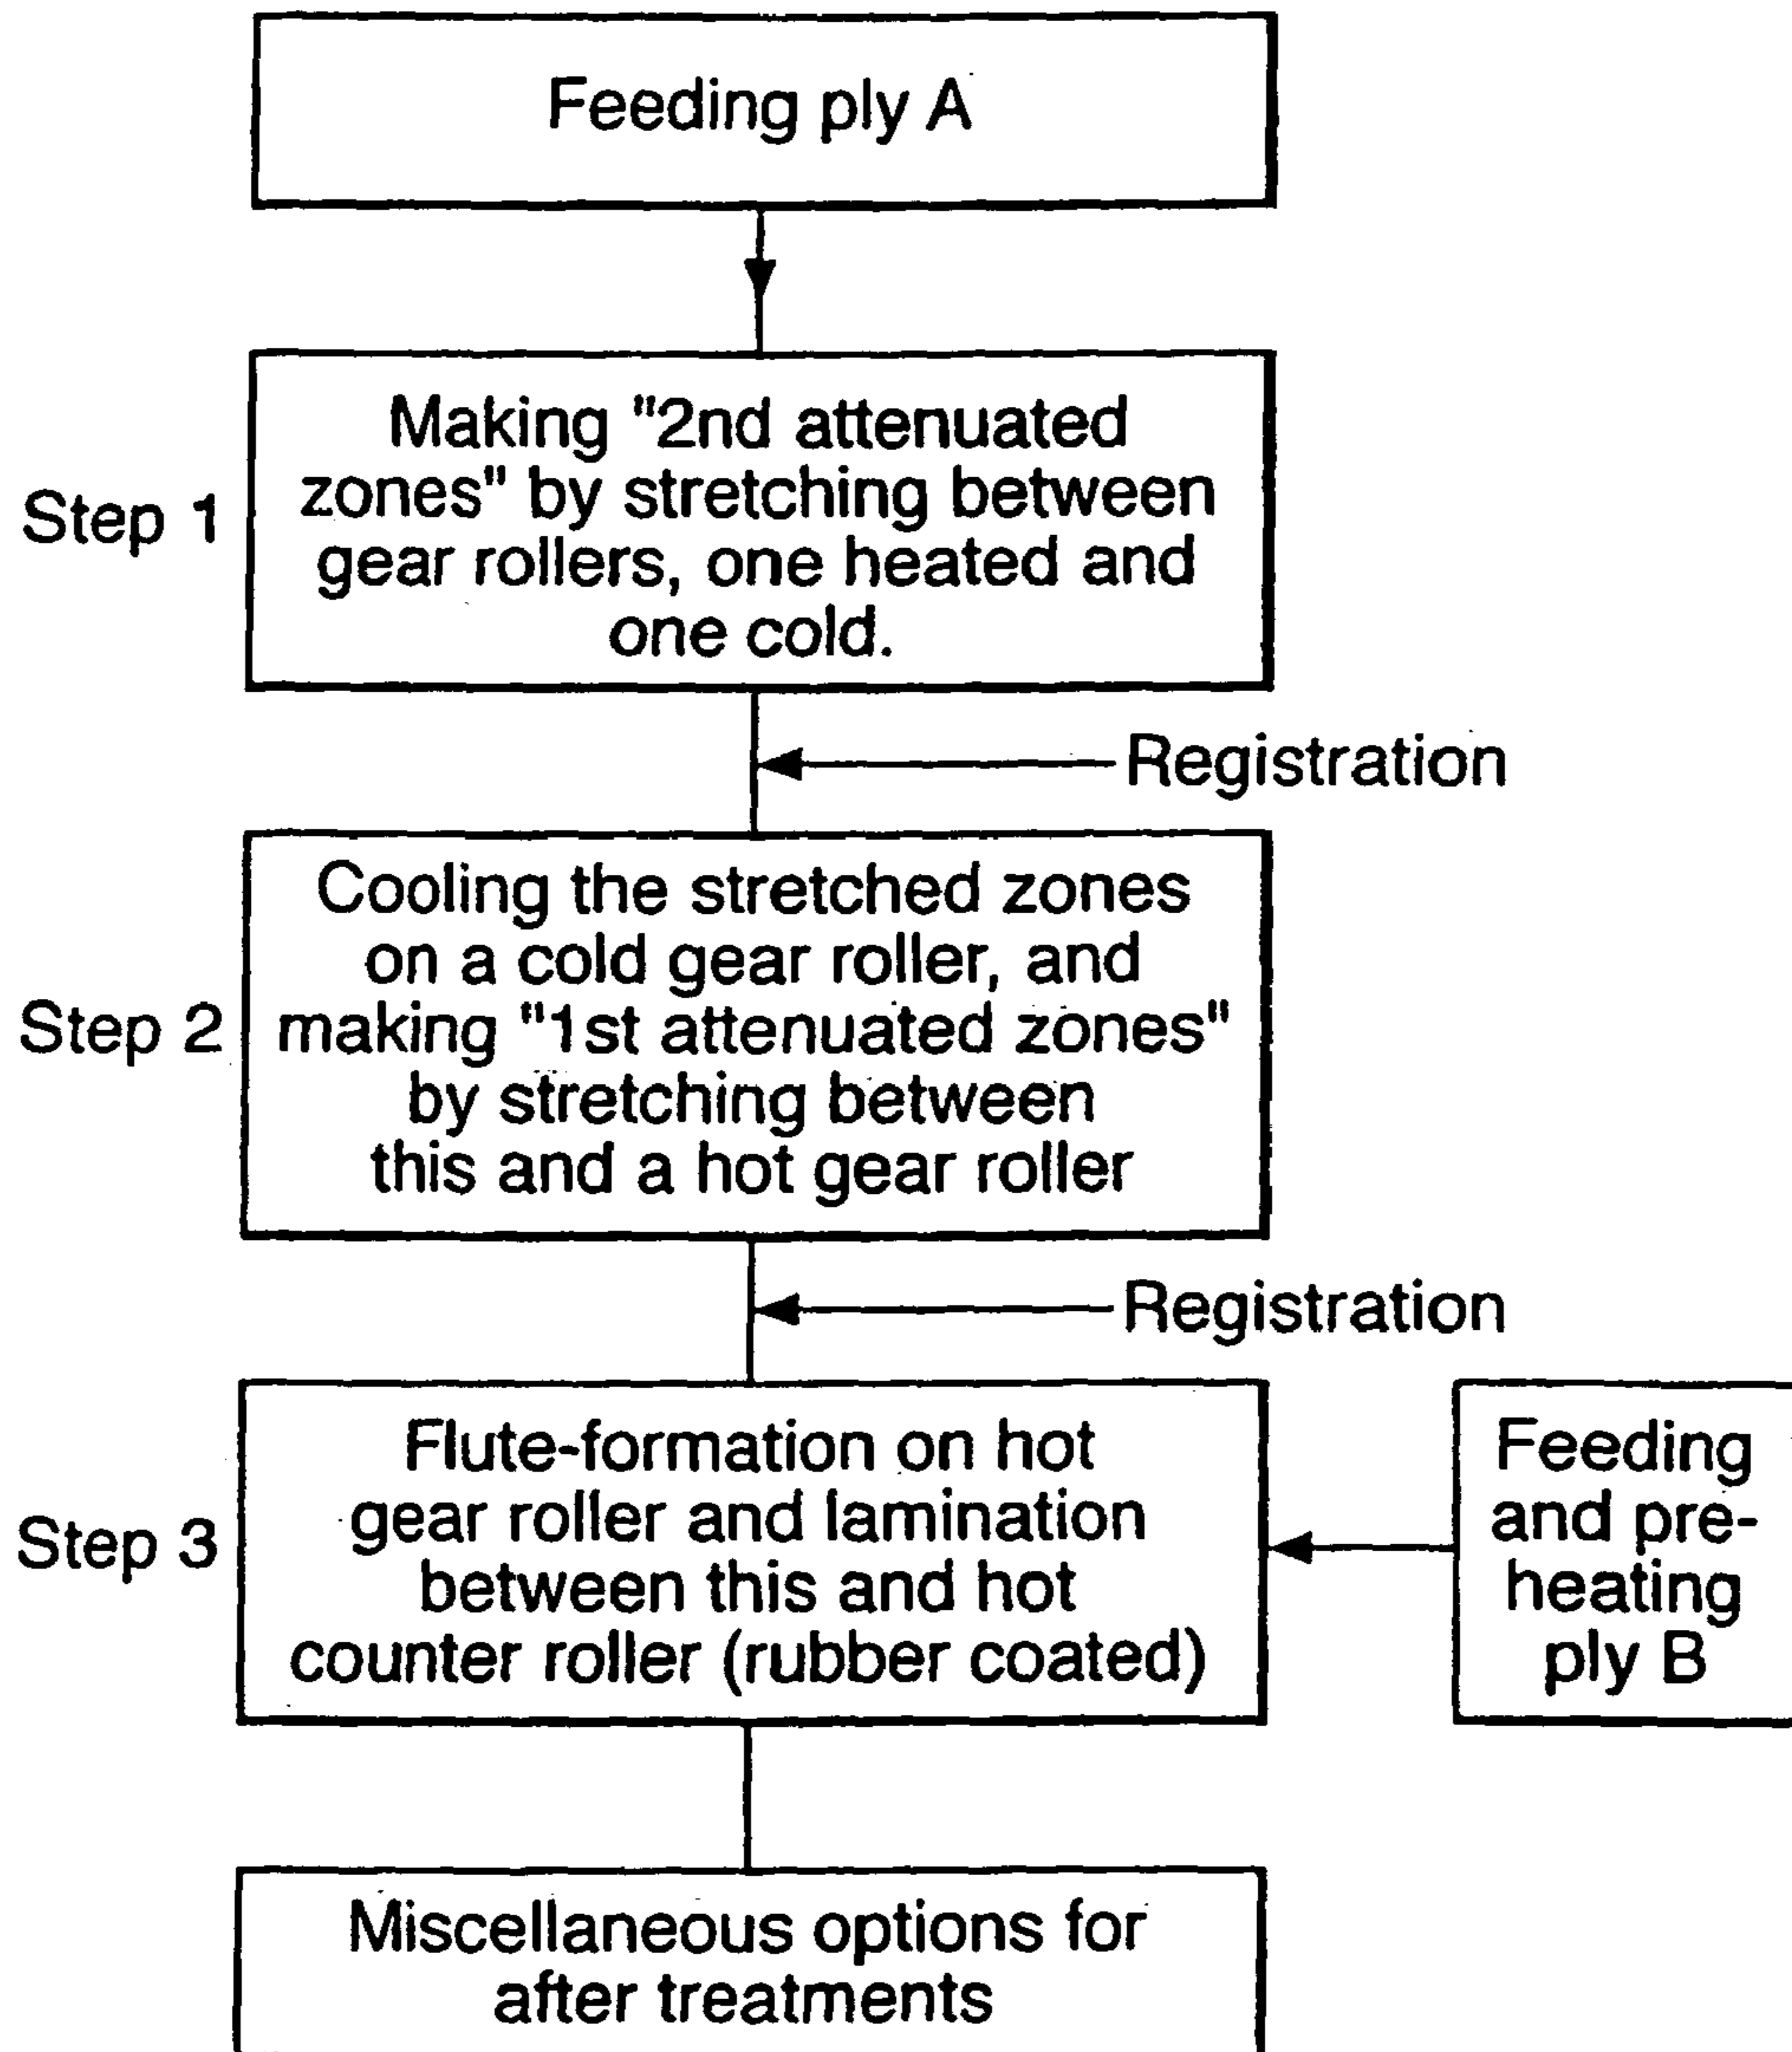 Feeding ply A
Step 1
Making "2nd attenuated
zones" by stretching between
gear rollers, one heated and
one cold.
Registration
Step 2
Cooling the stretched zones
on a cold gear roller, and
making "1st attenuated zones"
by stretching between
this and a hot gear roller
Registration
Step 3
Flute-formation on hot
gear roller and lamination
between this and hot
counter roller (rubber coated)
Feeding
and pre-
heating
ply B
Miscellaneous options for
after treatments